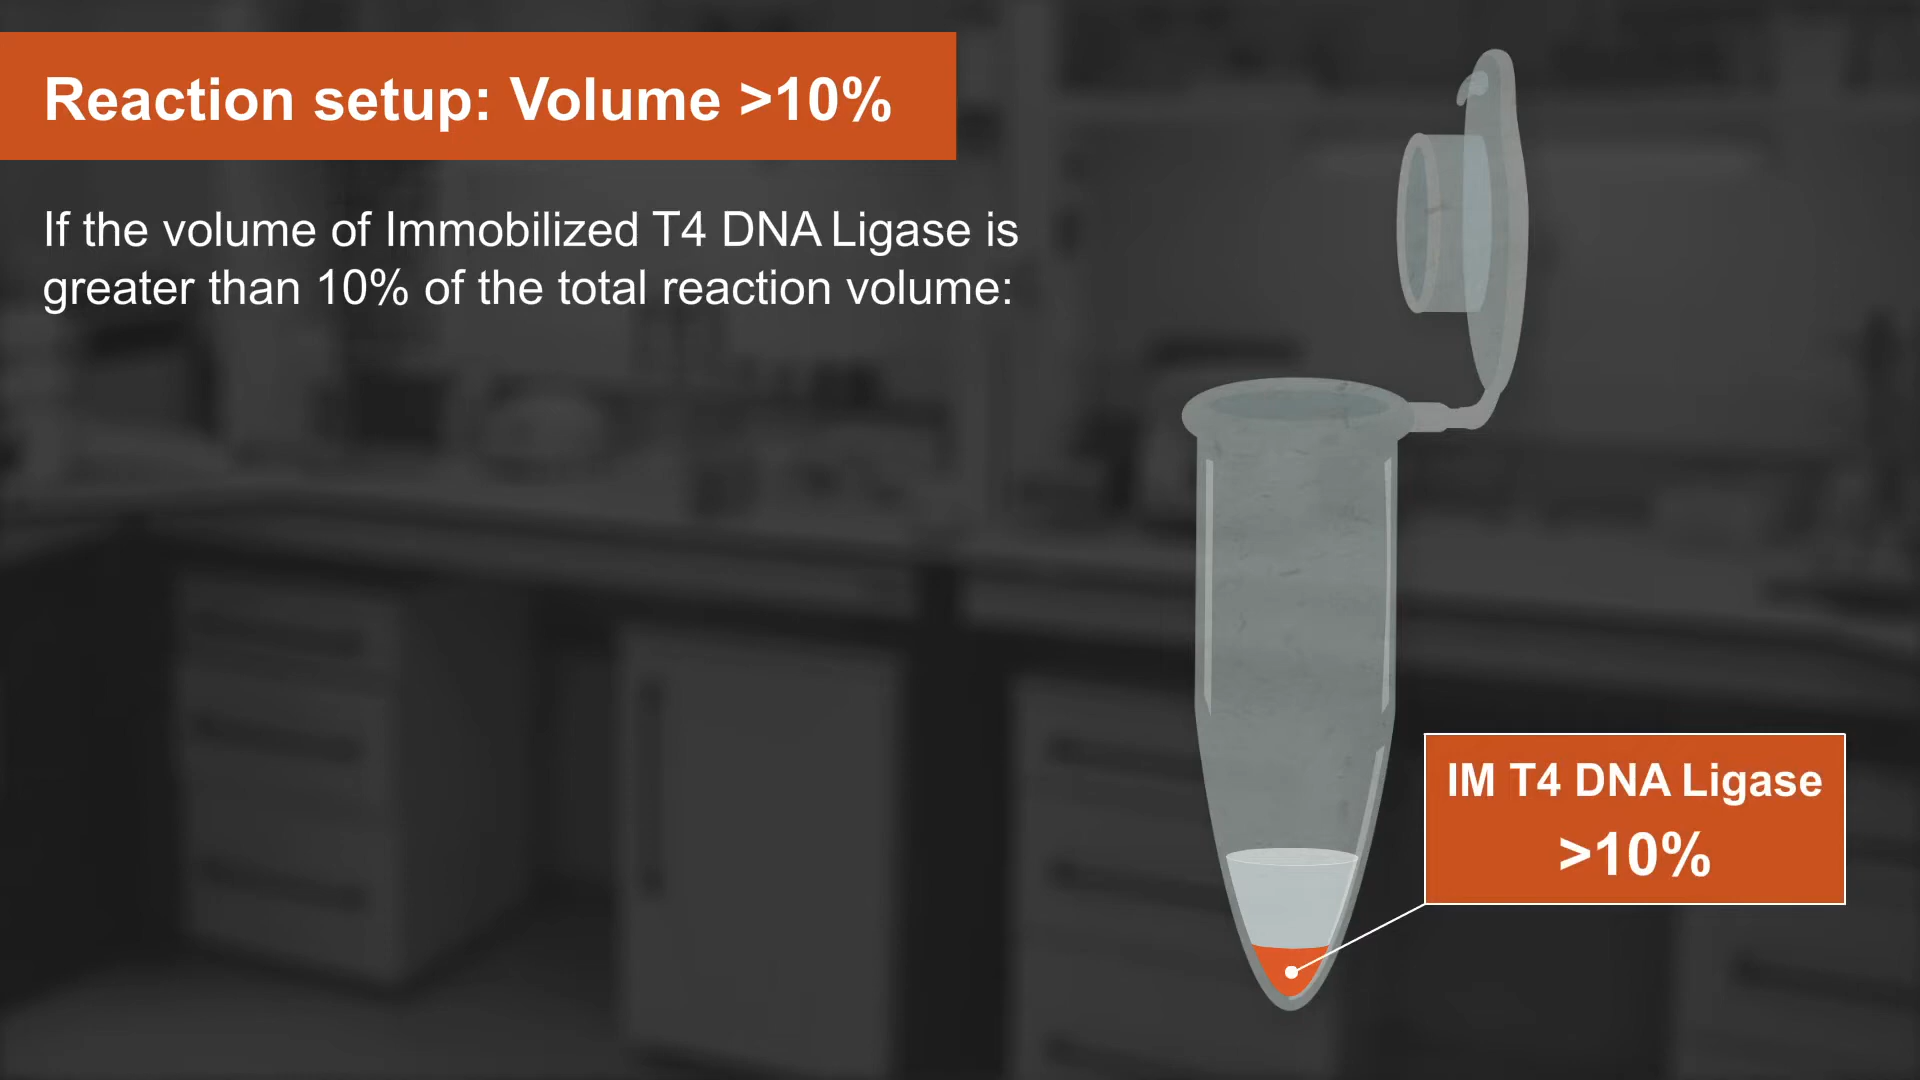 Reaction setup: Volume >10%
If the volume of Immobilized T4 DNA Ligase is
greater than 10% of the total reaction volume:
IM T4 DNA Ligase
>10%